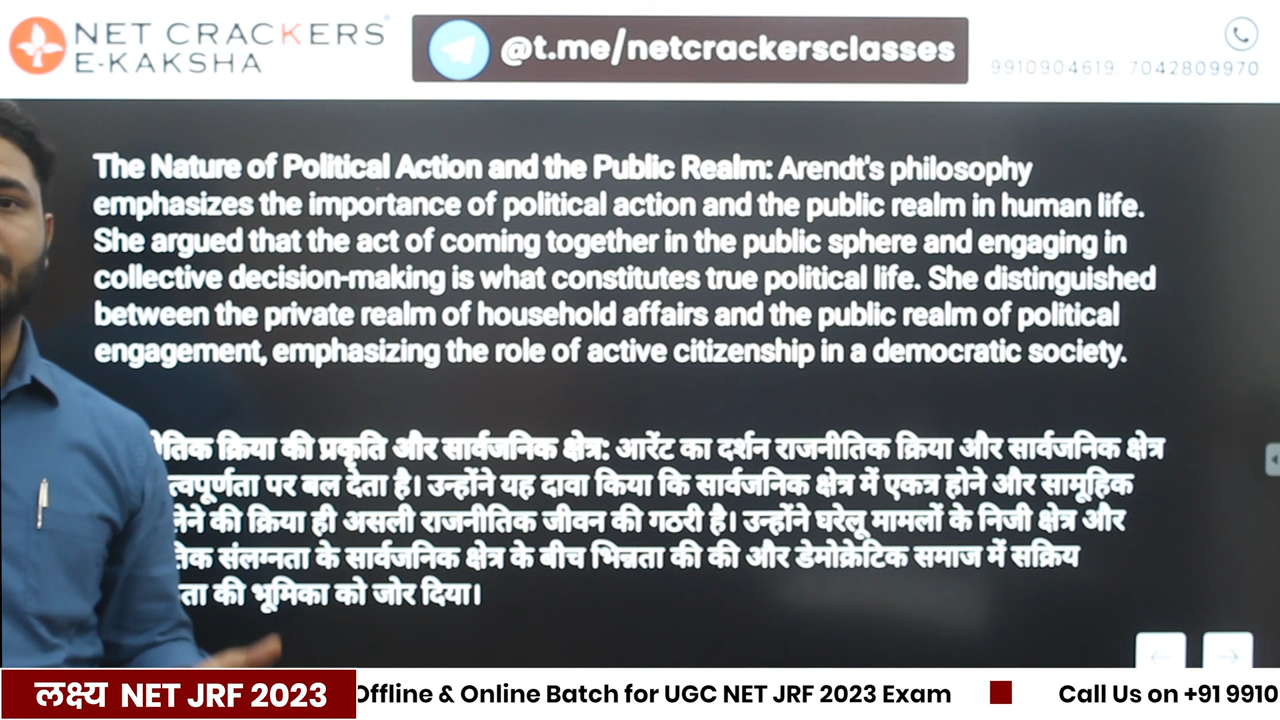 NET CRACKERS
E-KAKSHA
@t.me/netcrackersclasses
9910904619, 7042809970
The Nature of Political Action and the Public Realm: Arendt's philosophy
emphasizes the importance of political action and the public realm in human life.
She argued that the act of coming together in the public sphere and engaging in
collective decision-making is what constitutes true political life. She distinguished
between the private realm of household affairs and the public realm of political
engagement, emphasizing the role of active citizenship in a democratic society.
क्रिया की प्रकृति और सार्वजनिक क्षेत्र: आरेंट का दर्शन राजनीतिक क्रिया और सार्वजनिक क्षेत्र
पर बल देता है। उन्होंने यह दावा किया कि सार्वजनिक क्षेत्र में एकत्र होने और सामूहिक
की क्रिया ही असली राजनीतिक जीवन की गठरी है। उन्होंने घरेलू मामलों के निजी क्षेत्र और
संलग्नता के सार्वजनिक क्षेत्र के बीच भिन्नता की की और डेमोक्रेटिक समाज में सक्रिय
की भूमिका को जोर दिया।
लक्ष्य NET JRF 2023 Offline & Online Batch for UGC NET JRF 2023 Exam Call Us on +91 9910